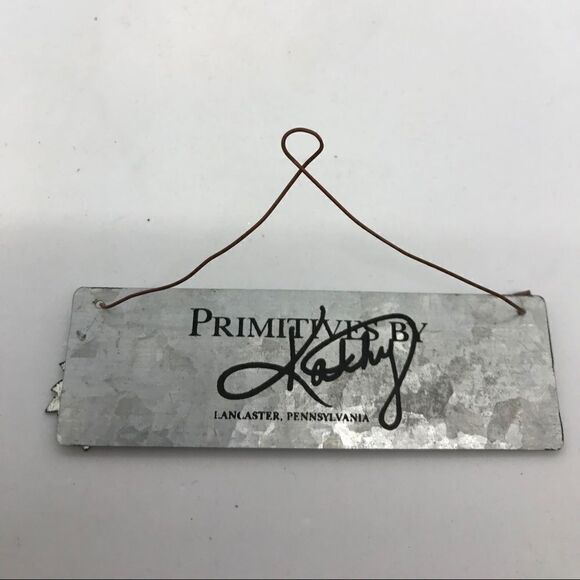 PRIMITIVES BY
Kathy
LANCASTER, PENNSYLVANIA